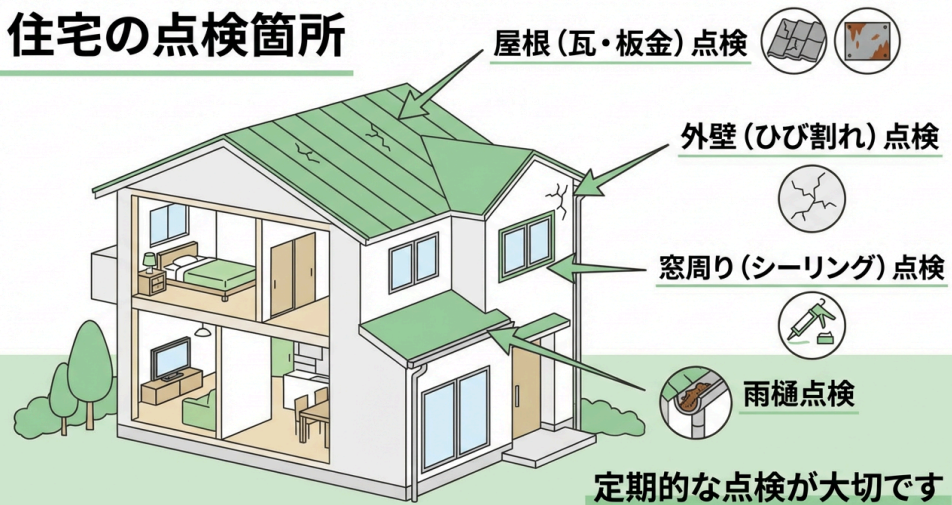 住宅の点検箇所
屋根（瓦・板金）点検
外壁（ひび割れ）点検
窓周り（シーリング）点検
雨樋点検
定期的な点検が大切です